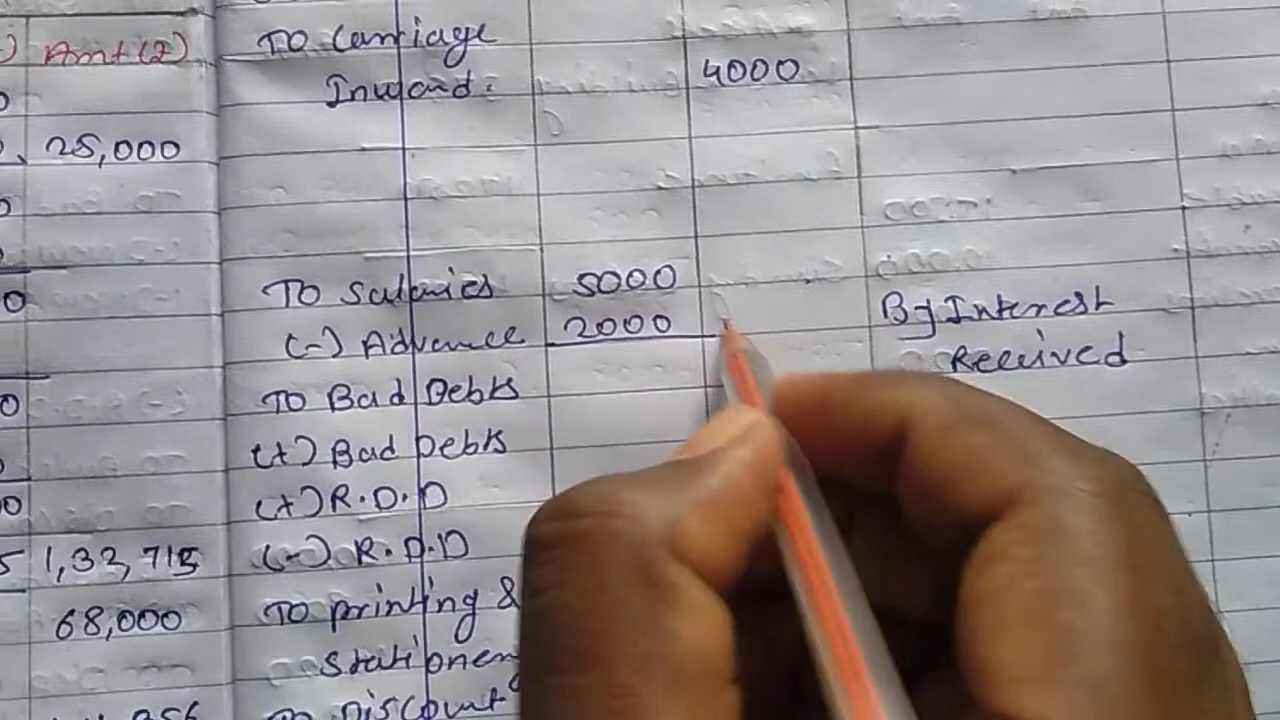 Amt(₹)
25,000
1,33,715
68,000
To Carriage
Inward:
4000
To Salaries 5000
(-) Advance 2000
To Bad Debts
(+) Bad Debts
(+) R.D.D
(-) R.D.D
To printing &
To Discount
By Interest
Received